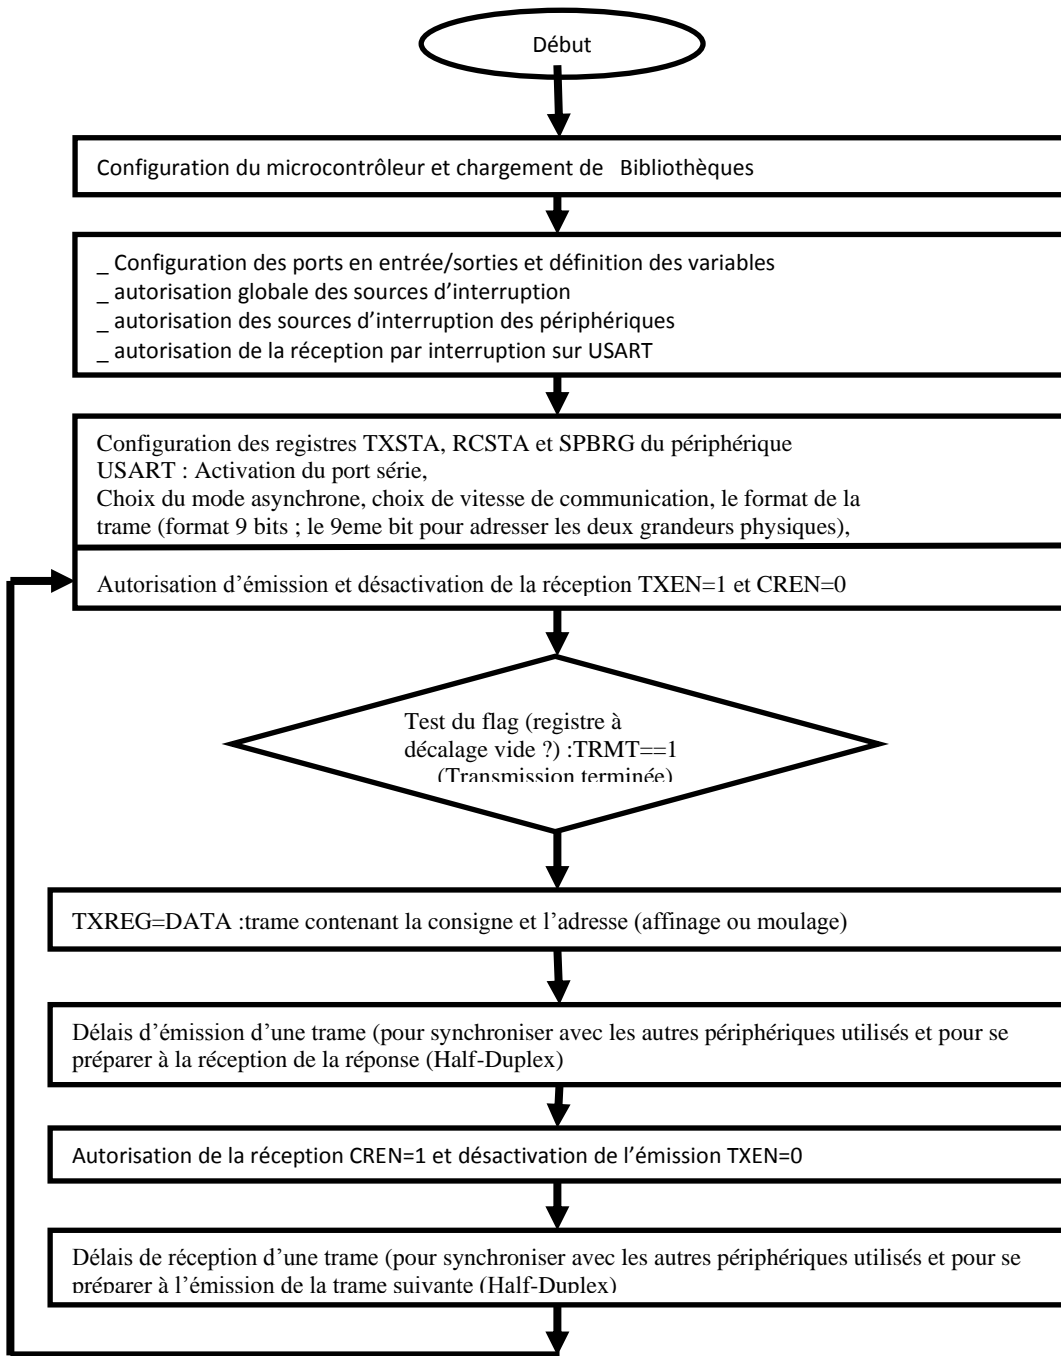 Début
Configuration du microcontrôleur et chargement de Bibliothèques
_ Configuration des ports en entrée/sorties et définition des variables
_ autorisation globale des sources d’interruption
_ autorisation des sources d’interruption des périphériques
_ autorisation de la réception par interruption sur USART
Configuration des registres TXSTA, RCSTA et SPBRG du périphérique
USART : Activation du port série,
Choix du mode asynchrone, choix de vitesse de communication, le format de la
trame (format 9 bits ; le 9eme bit pour adresser les deux grandeurs physiques),
Autorisation d’émission et désactivation de la réception TXEN=1 et CREN=0
Test du flag (registre à
décalage vide ?) :TRMT==1
(Transmission terminée)
TXREG=DATA :trame contenant la consigne et l’adresse (affinage ou moulage)
Délais d’émission d’une trame (pour synchroniser avec les autres périphériques utilisés et pour se
préparer à la réception de la réponse (Half-Duplex)
Autorisation de la réception CREN=1 et désactivation de l’émission TXEN=0
Délais de réception d’une trame (pour synchroniser avec les autres périphériques utilisés et pour se
préparer à l’émission de la trame suivante (Half-Duplex)